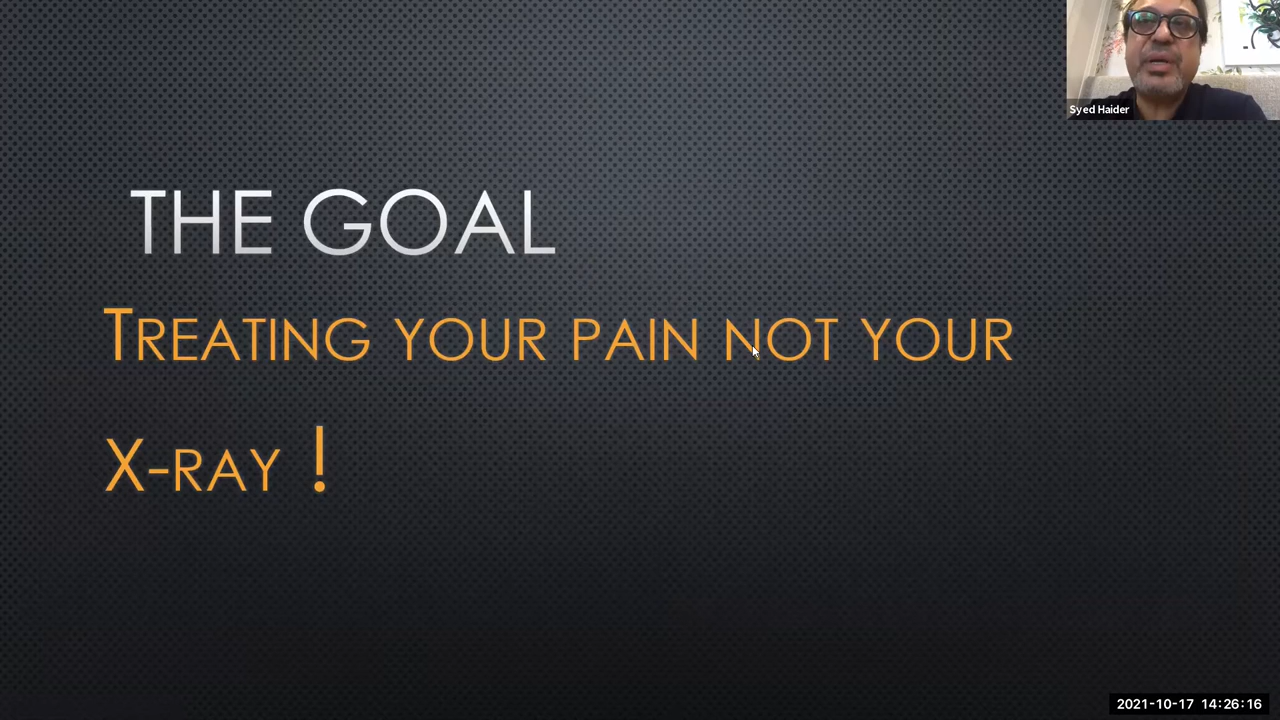 Syed Haider
THE GOAL
TREATING YOUR PAIN NOT YOUR
X-RAY !
2021-10-17 14:26:16